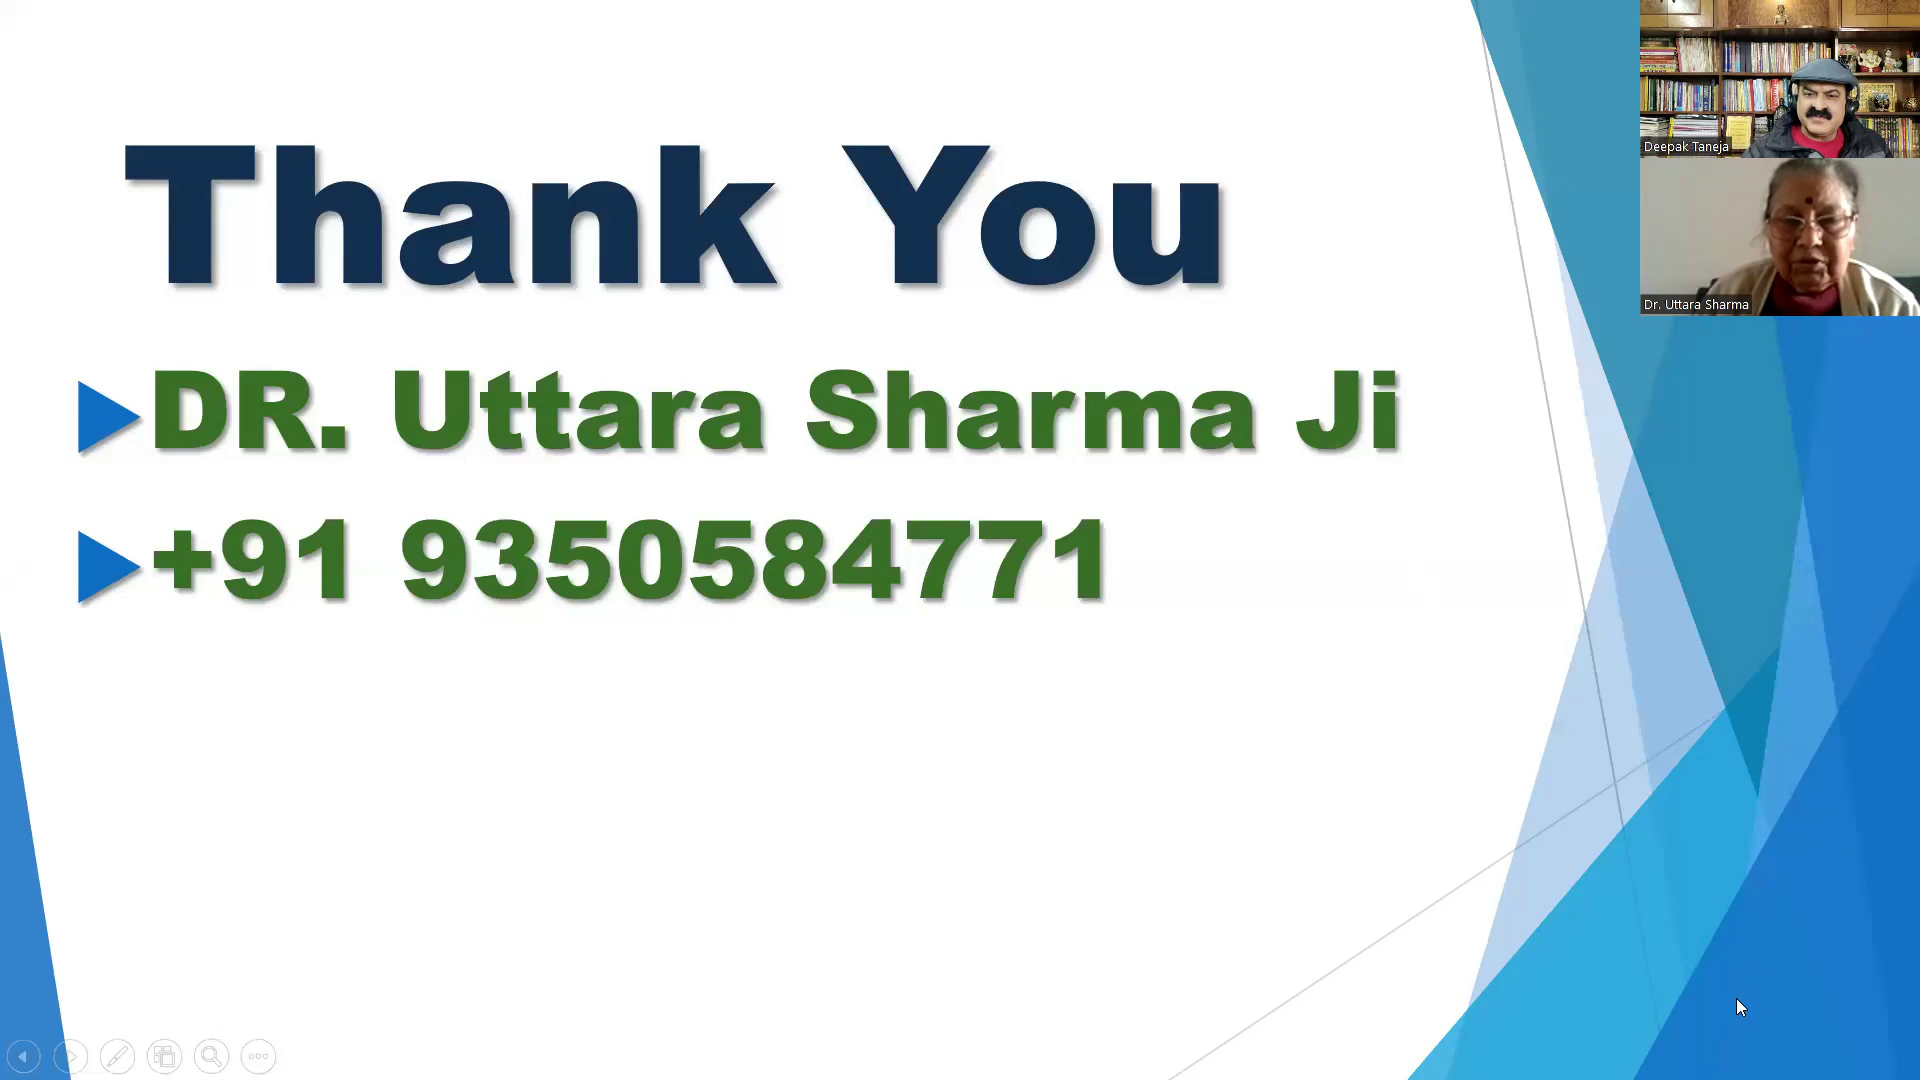 Thank You
DR. Uttara Sharma Ji
+91 9350584771
Deepak Taneja
Dr. Uttara Sharma